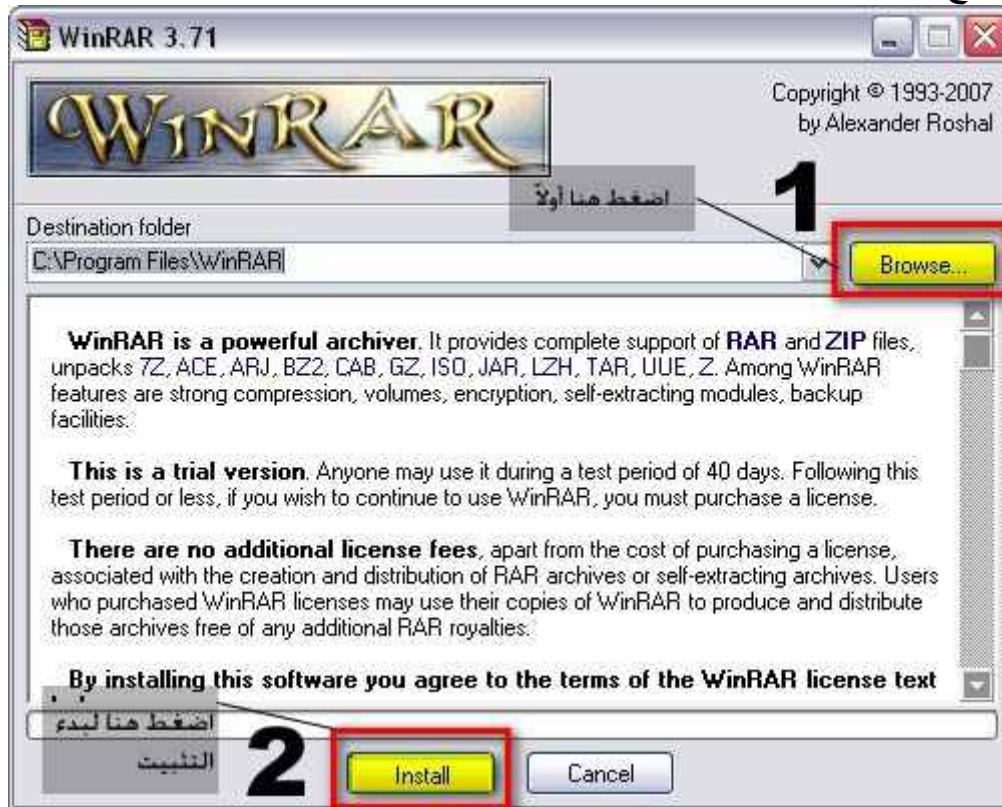 WinRAR 3.71
WINRAR
Copyright © 1993-2007
by Alexander Roshal
1
اضغط هنا أولاً
Destination folder
C:\Program Files\WinRAR
Browse...
WinRAR is a powerful archiver. It provides complete support of RAR and ZIP files,
unpacks 7Z, ACE, ARJ, BZ2, CAB, GZ, ISO, JAR, LZH, TAR, UUE, Z. Among WinRAR
features are strong compression, volumes, encryption, self-extracting modules, backup
facilities.
This is a trial version. Anyone may use it during a test period of 40 days. Following this
test period or less, if you wish to continue to use WinRAR, you must purchase a license.
There are no additional license fees, apart from the cost of purchasing a license,
associated with the creation and distribution of RAR archives or self-extracting archives. Users
who purchased WinRAR licenses may use their copies of WinRAR to produce and distribute
those archives free of any additional RAR royalties.
By installing this software you agree to the terms of the WinRAR license text
اضغط هنا لبدء
التثبيت
2
Install
Cancel